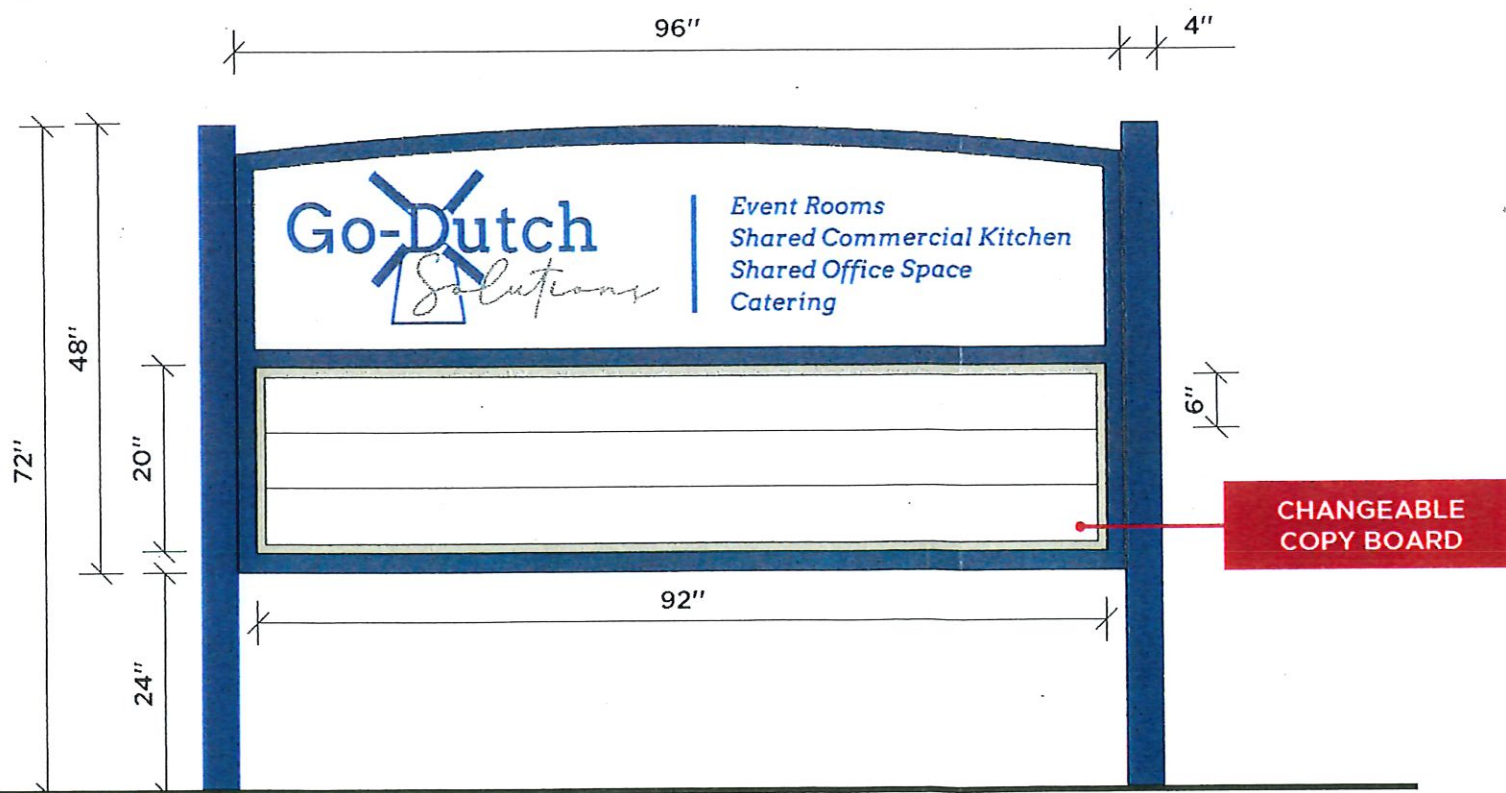 96"
4"
Go-Dutch
Solutions
Event Rooms
Shared Commercial Kitchen
Shared Office Space
Catering
72"
48"
20"
6"
CHANGEABLE
COPY BOARD
92"
24"